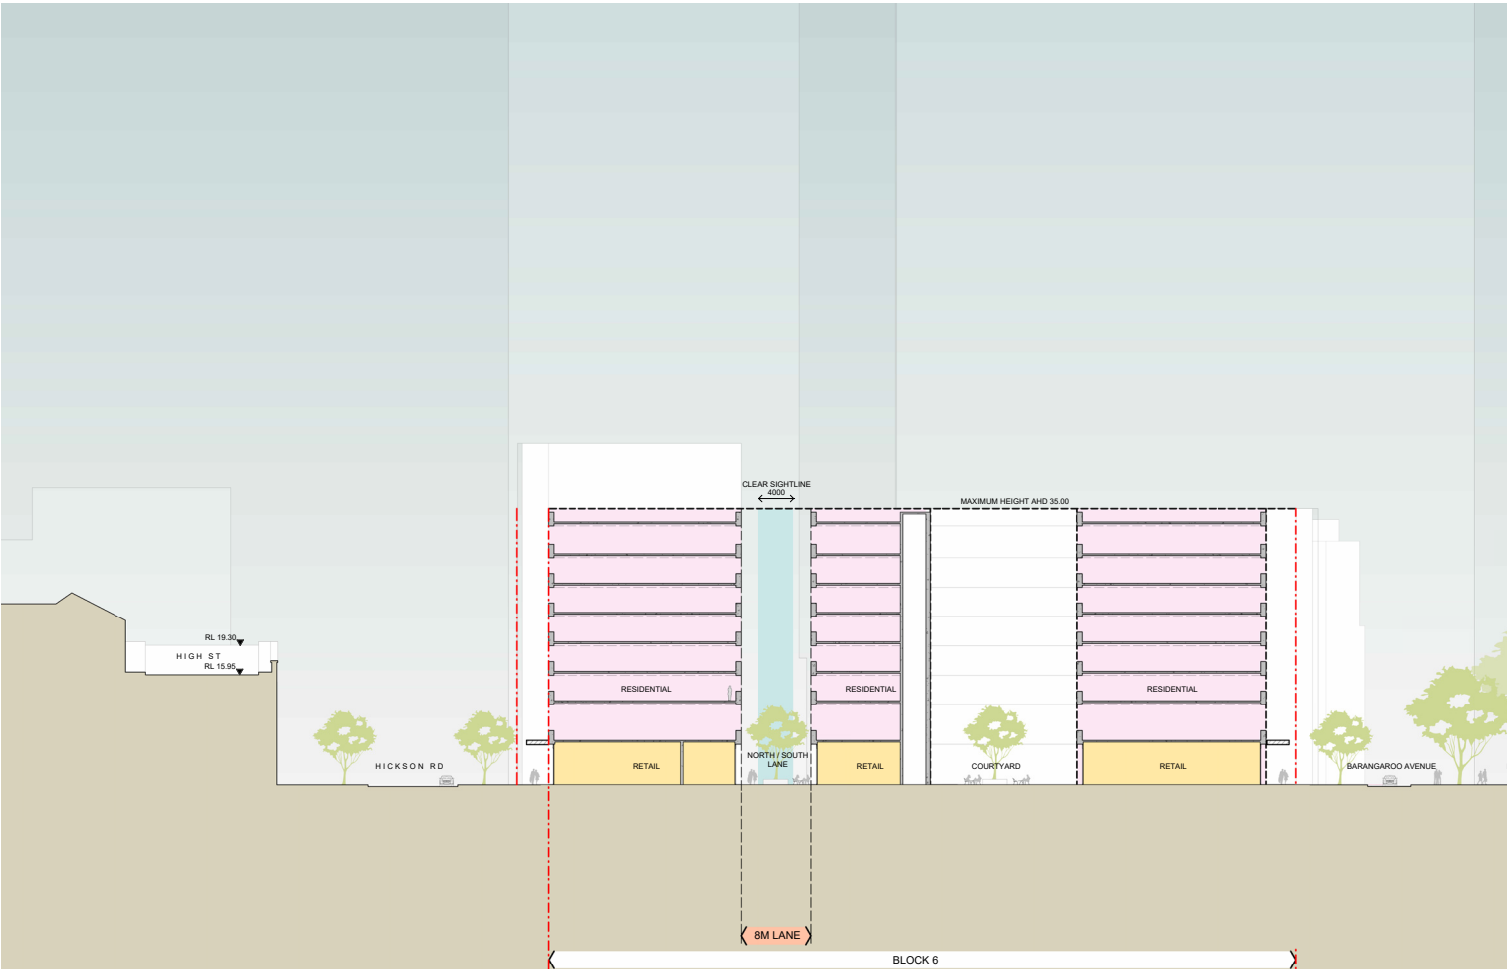 CLEAR SIGHTLINE
4000
MAXIMUM HEIGHT AHD 35.00
RL 19.30
HIGH ST
RL 15.95
RESIDENTIAL
RESIDENTIAL
RESIDENTIAL
HICKSON RD
RETAIL
NORTH / SOUTH
LANE
RETAIL
COURTYARD
RETAIL
BARANGAROO AVENUE
8M LANE
BLOCK 6